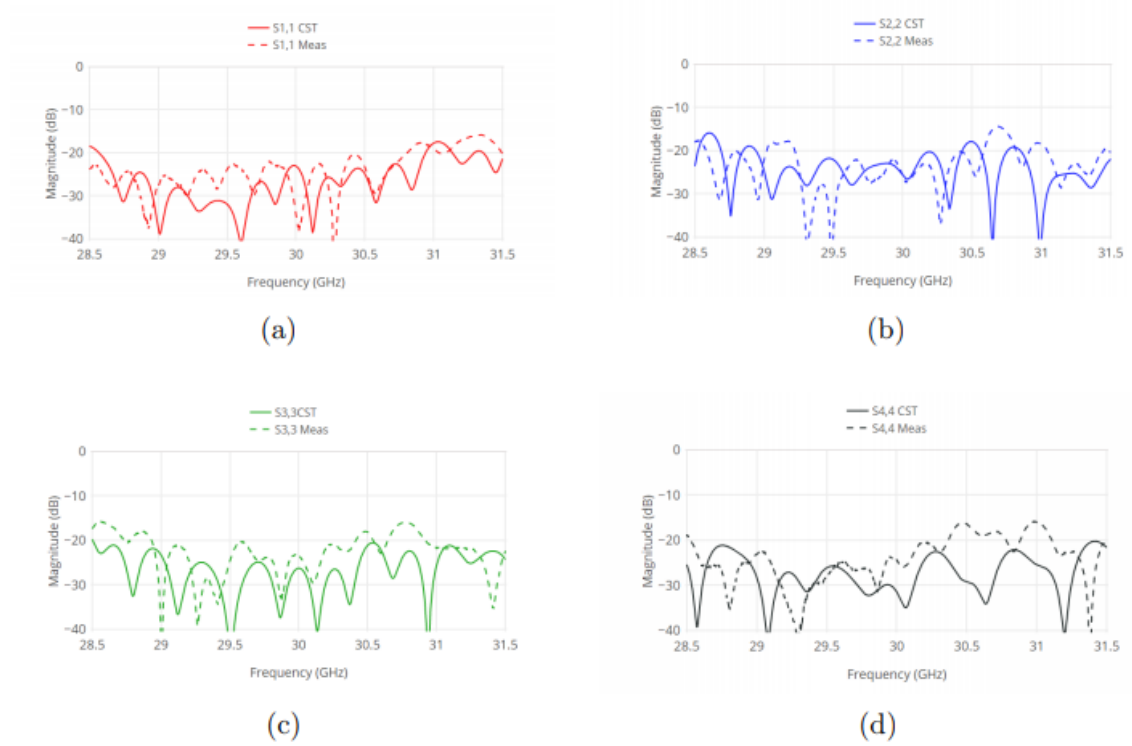 S1,1 CST
S1,1 Meas
0
−10
−20
−30
−40
Magnitude (dB)
28.5 29 29.5 30 30.5 31 31.5
Frequency (GHz)
(a)
S2,2 CST
S2,2 Meas
0
−10
−20
−30
−40
Magnitude (dB)
28.5 29 29.5 30 30.5 31 31.5
Frequency (GHz)
(b)
S3,3CST
S3,3 Meas
0
−10
−20
−30
−40
Magnitude (dB)
28.5 29 29.5 30 30.5 31 31.5
Frequency (GHz)
(c)
S4,4 CST
S4,4 Meas
0
−10
−20
−30
−40
Magnitude (dB)
28.5 29 29.5 30 30.5 31 31.5
Frequency (GHz)
(d)